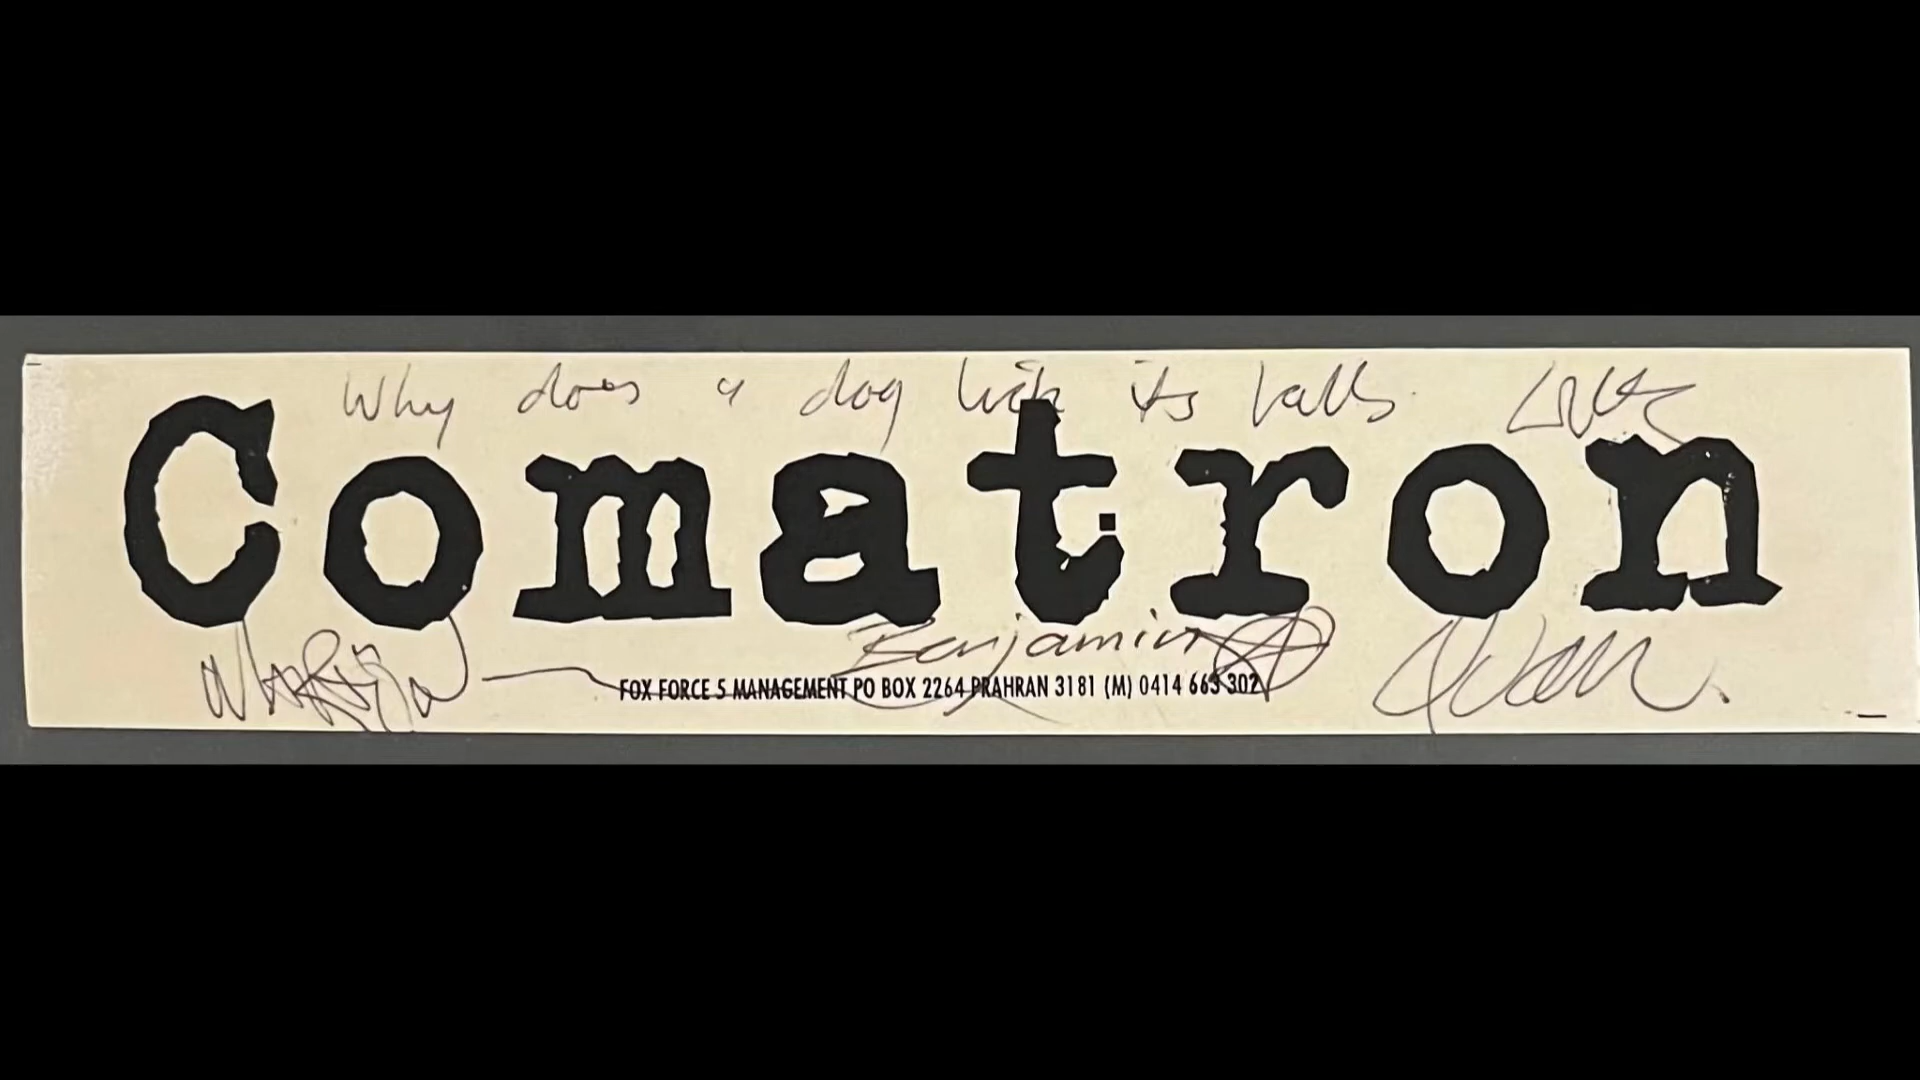 Why does a dog lick its balls.
Comatron
Benjamin
FOX FORCE 5 MANAGEMENT PO BOX 2264 PRAHRAN 3181 (M) 0414 663 302